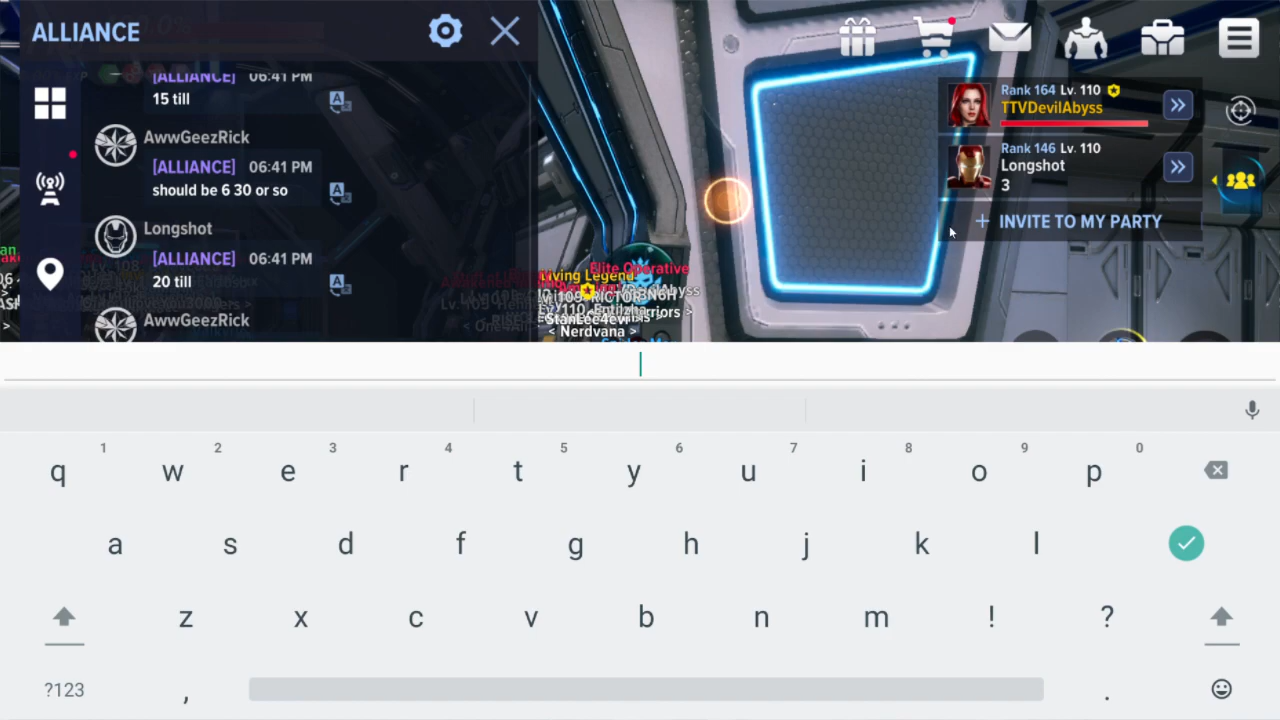 ALLIANCE
[ALLIANCE] 06:41 PM
15 till
AwwGeezRick
[ALLIANCE] 06:41 PM
should be 6 30 or so
Longshot
[ALLIANCE] 06:41 PM
20 till
AwwGeezRick
Rank 164 Lv. 110
TTVDevilAbyss
Rank 146 Lv. 110
Longshot
3
+ INVITE TO MY PARTY
Elite Operative
Living Legend
< Nerdvana >
1 2 3 4 5 6 7 8 9 0
q w e r t y u i o p
a s d f g h j k l
z x c v b n m ! ?
?123 , .